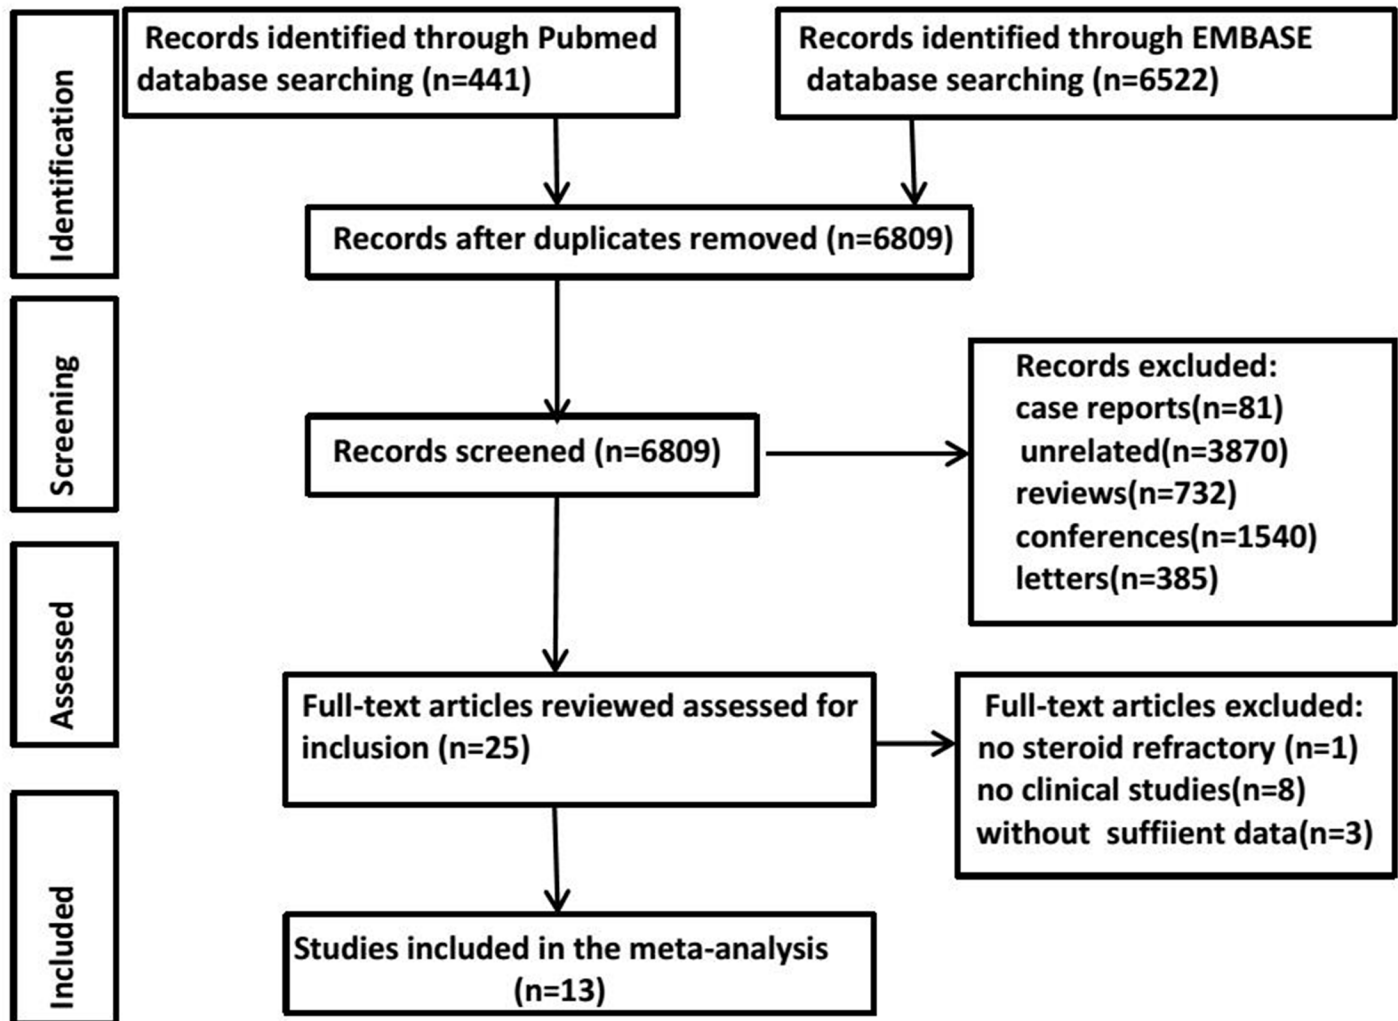 Identification
Records identified through Pubmed
database searching (n=441)
Records identified through EMBASE
database searching (n=6522)
Records after duplicates removed (n=6809)
Screening
Records screened (n=6809)
Records excluded:
case reports(n=81)
unrelated(n=3870)
reviews(n=732)
conferences(n=1540)
letters(n=385)
Assessed
Full-text articles reviewed assessed for
inclusion (n=25)
Full-text articles excluded:
no steroid refractory (n=1)
no clinical studies(n=8)
without suffiient data(n=3)
Included
Studies included in the meta-analysis
(n=13)